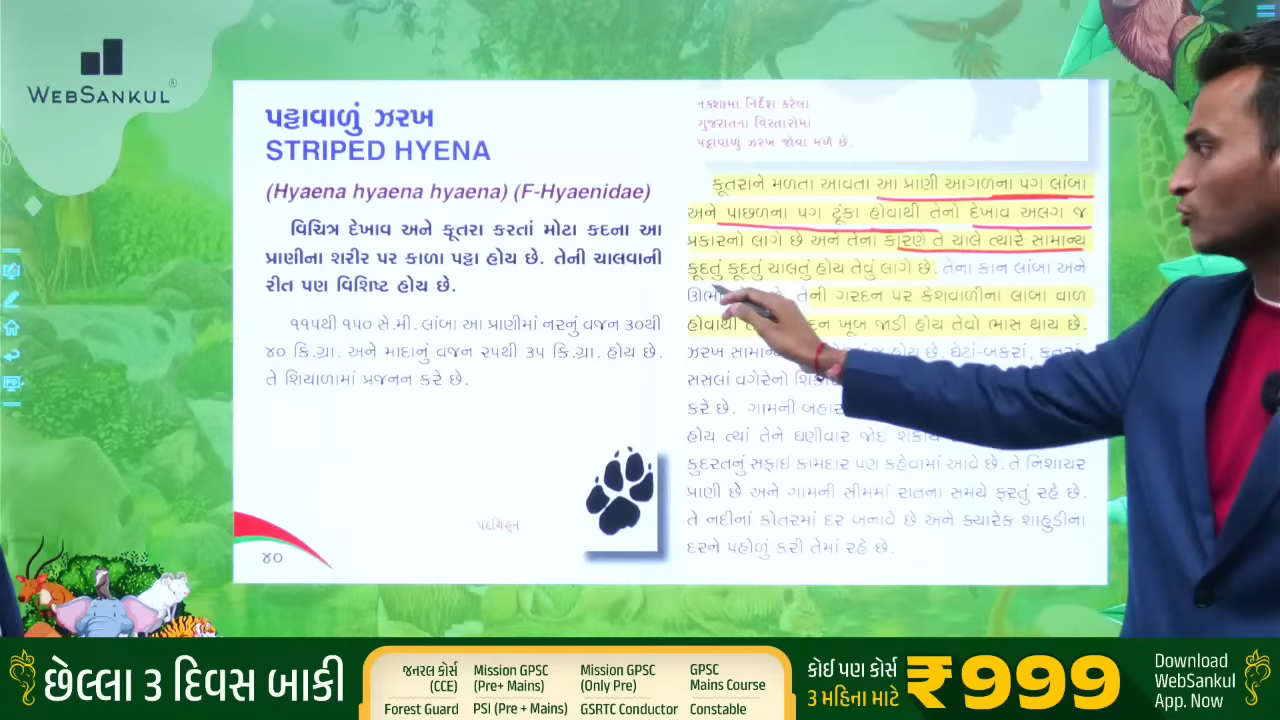 WEBSANKUL®
પટ્ટાવાળું ઝરખ
STRIPED HYENA
(Hyaena hyaena hyaena) (F-Hyaenidae)
વિચિત્ર દેખાવ અને કૂતરા કરતાં મોટા કદના આ
પ્રાણીના શરીર પર કાળા પટ્ટા હોય છે. તેની ચાલવાની
રીત પણ વિશિષ્ટ હોય છે.
૧૧૫થી ૧૫૦ સે.મી. લાંબા આ પ્રાણીમાં નરનું વજન ૩૦થી
૪૦ કિ.ગ્રા. અને માદાનું વજન ૨૫થી ૩૫ કિ.ગ્રા. હોય છે.
તે શિયાળામાં પ્રજનન કરે છે.
પદચિહ્ન
૪૦
નકશામાં નિર્દેશ કરેલા
ગુજરાતના વિસ્તારોમાં
પટ્ટાવાળું ઝરખ જોવા મળે છે.
કૂતરાને મળતા આવતા આ પ્રાણી આગળના પગ લાંબા
અને પાછળના પગ ટૂંકા હોવાથી તેનો દેખાવ અલગ જ
પ્રકારનો લાગે છે અને તેના કારણે તે ચાલે ત્યારે સામાન્ય
કૂદતું કૂદતું ચાલતું હોય તેવું લાગે છે. તેના કાન લાંબા અને
તેની ગરદન પર કેશવાળીના લાંબા વાળ
હોવાથી ખૂબ જાડી હોય તેવો ભાસ થાય છે.
ઝરખ હોય છે. ઘેટાં-બકરાં,
સસલાં વગેરેનો
કરે છે. ગામની બહાર
હોય ત્યાં તેને ઘણીવાર જોઈ
કુદરતનું સફાઈ કામદાર પણ કહેવામાં આવે છે. તે નિશાચર
પ્રાણી છે અને ગામની સીમમાં રાતના સમયે ફરતું રહે છે.
તે નદીનાં કોતરમાં દર બનાવે છે અને ક્યારેક શાહુડીના
દરને પહોળું કરી તેમાં રહે છે.
છેલ્લા ૩ દિવસ બાકી
જનરલ કોર્સ (CCE)
Forest Guard
Mission GPSC (Pre+ Mains)
PSI (Pre + Mains)
Mission GPSC (Only Pre)
GSRTC Conductor
GPSC Mains Course
Constable
કોઈ પણ કોર્સ
૩ મહિના માટે
₹999
Download
WebSankul
App. Now